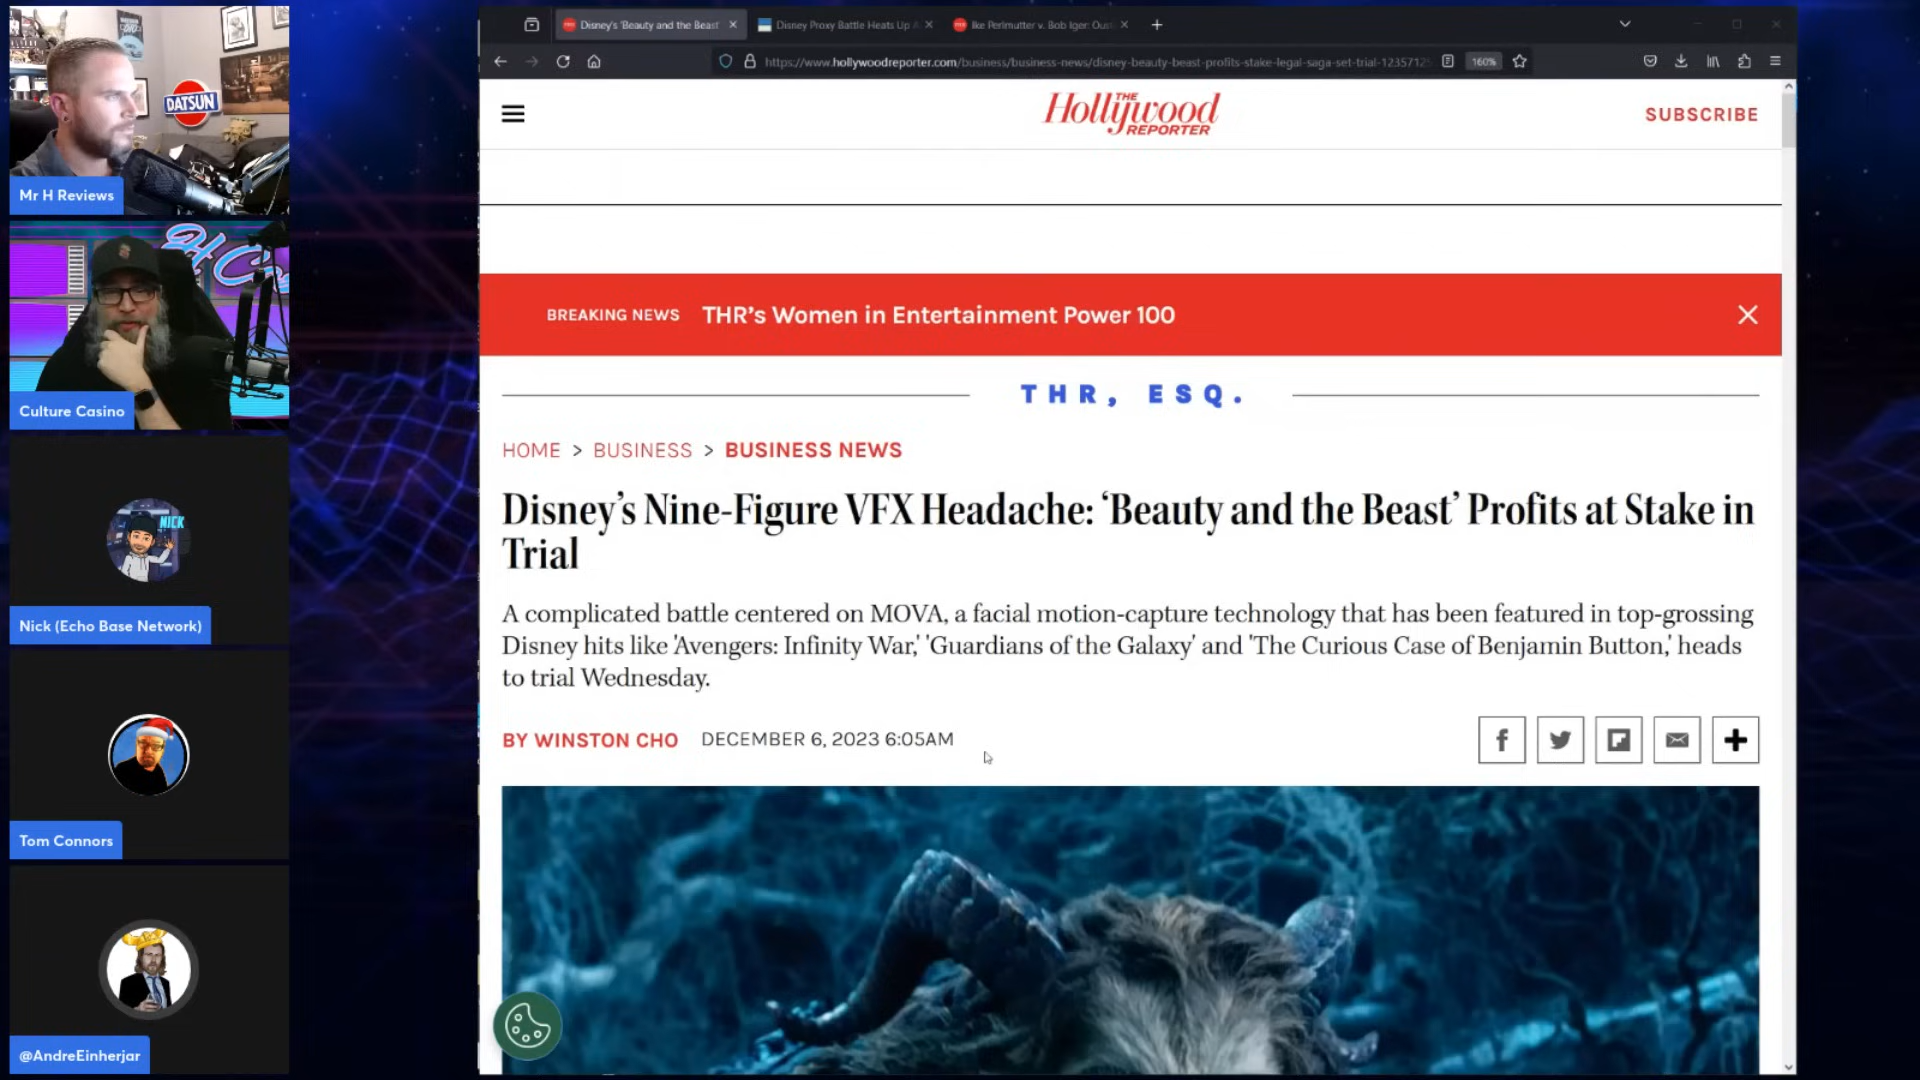 DATSUN
Mr H Reviews
Culture Casino
NICK
Nick (Echo Base Network)
Tom Connors
@AndreEinherjar
Disney's 'Beauty and the Beast'
Disney Proxy Battle Heats Up
Ike Perlmutter v. Bob Iger:
https://www.hollywoodreporter.com/business/business-news/disney-beauty-beast-profits-stake-legal-saga-set-trial-1235712
160%
THE
Hollywood
REPORTER
SUBSCRIBE
BREAKING NEWS THR's Women in Entertainment Power 100
THR, ESQ.
HOME > BUSINESS > BUSINESS NEWS
Disney's Nine-Figure VFX Headache: 'Beauty and the Beast' Profits at Stake in
Trial
A complicated battle centered on MOVA, a facial motion-capture technology that has been featured in top-grossing
Disney hits like 'Avengers: Infinity War,' 'Guardians of the Galaxy' and 'The Curious Case of Benjamin Button,' heads
to trial Wednesday.
BY WINSTON CHO DECEMBER 6, 2023 6:05AM